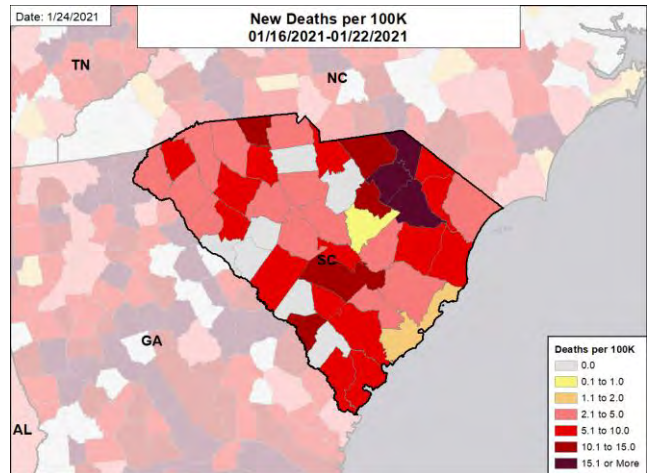 Date: 1/24/2021
New Deaths per 100K
01/16/2021-01/22/2021
TN
NC
SC
GA
AL
Deaths per 100K
0.0
0.1 to 1.0
1.1 to 2.0
2.1 to 5.0
5.1 to 10.0
10.1 to 15.0
15.1 or More